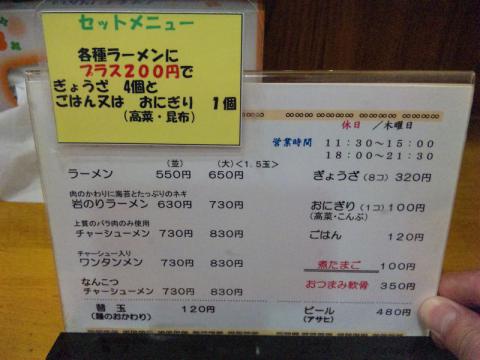 セットメニュー
各種ラーメンに
プラス200円で
ぎょうざ 4個と
ごはん又は おにぎり 1個
(高菜・昆布)
休日 /木曜日
営業時間 11:30~15:00
18:00~21:30
(並) (大)<1.5玉>
ラーメン 550円 650円
肉のかわりに海苔とたっぷりのネギ
岩のりラーメン 630円 730円
上質のバラ肉のみ使用
チャーシューメン 730円 830円
チャーシュー入り
ワンタンメン 730円 830円
なんこつ
チャーシューメン 730円 830円
替玉 120円
(麺のおかわり)
ぎょうざ (8コ) 320円
おにぎり (1コ) 100円
(高菜・こんぶ)
ごはん 120円
煮たまご 100円
おつまみ軟骨 350円
ビール 480円
(アサヒ)